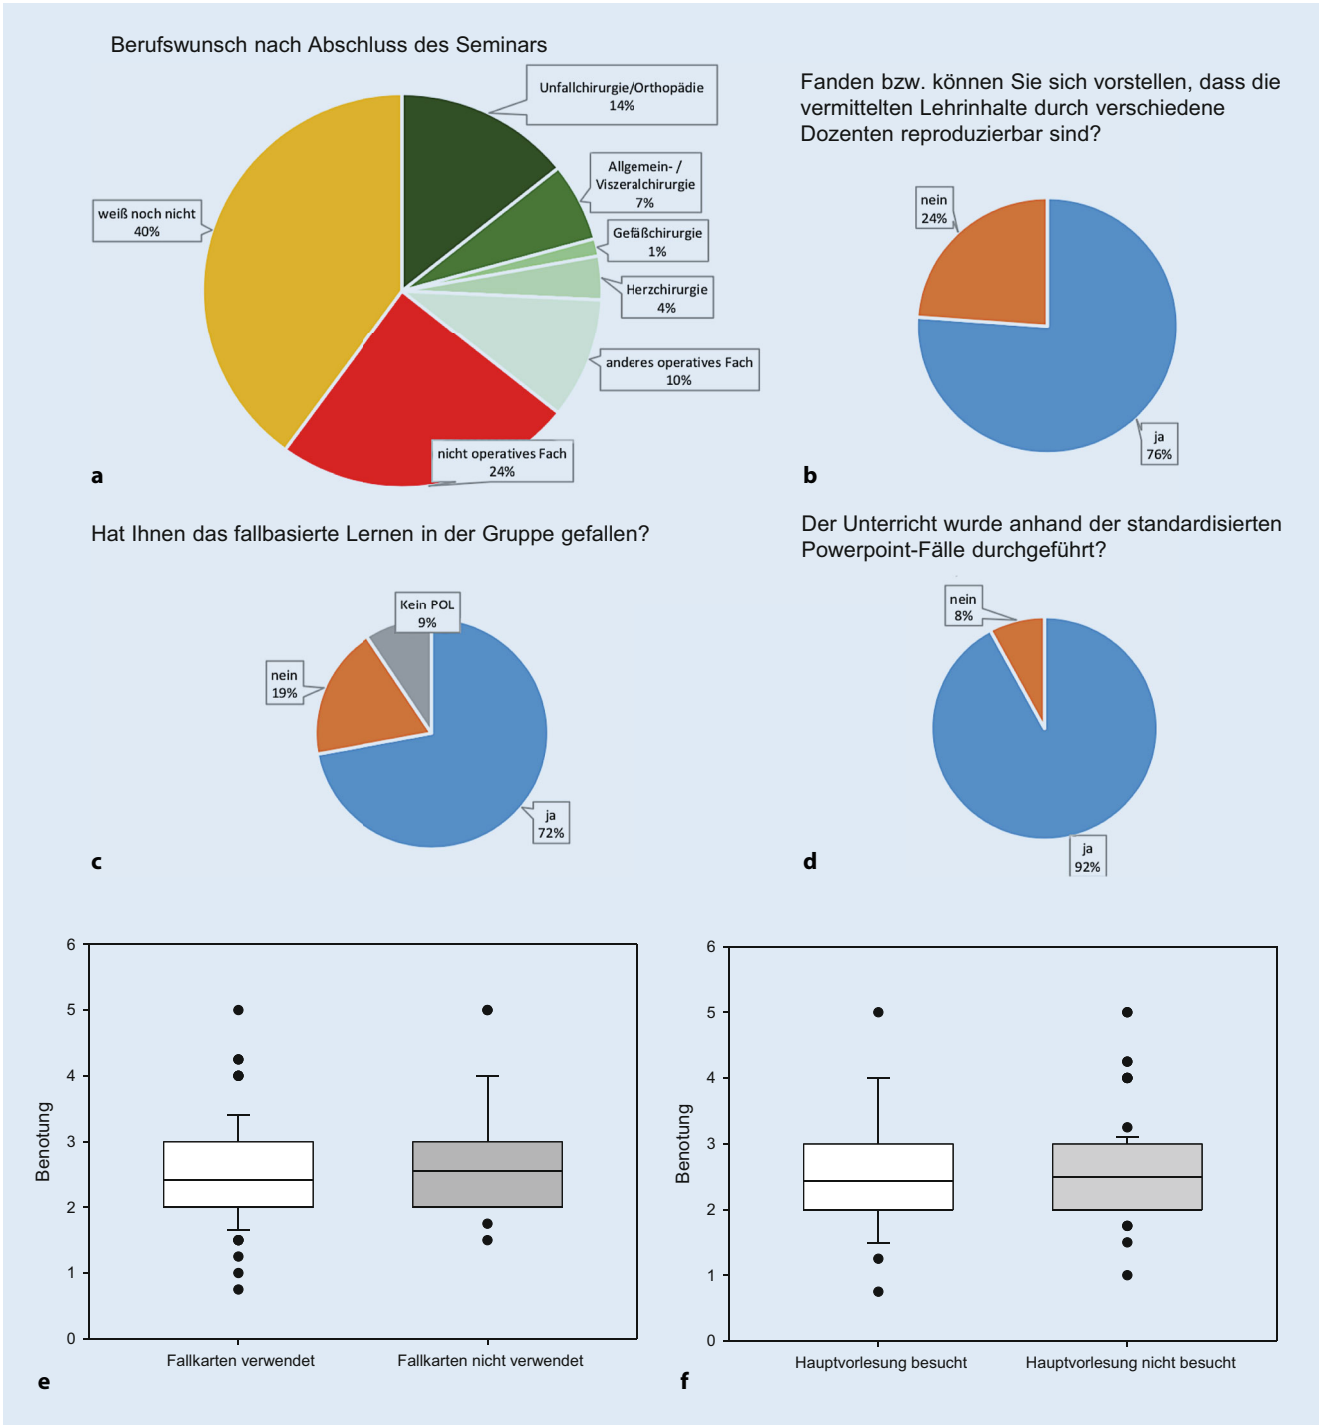 Berufswunsch nach Abschluss des Seminars
Unfallchirurgie/Orthopädie
14%
Allgemein- /
Viszeralchirurgie
7%
Gefäßchirurgie
1%
Herzchirurgie
4%
anderes operatives Fach
10%
nicht operatives Fach
24%
weiß noch nicht
40%
a
Fanden bzw. können Sie sich vorstellen, dass die
vermittelten Lehrinhalte durch verschiedene
Dozenten reproduzierbar sind?
nein
24%
ja
76%
b
Hat Ihnen das fallbasierte Lernen in der Gruppe gefallen?
Kein POL
9%
nein
19%
ja
72%
c
Der Unterricht wurde anhand der standardisierten
Powerpoint-Fälle durchgeführt?
nein
8%
ja
92%
d
6
5
4
3
2
1
0
Benotung
Fallkarten verwendet
Fallkarten nicht verwendet
e
6
5
4
3
2
1
0
Benotung
Hauptvorlesung besucht
Hauptvorlesung nicht besucht
f